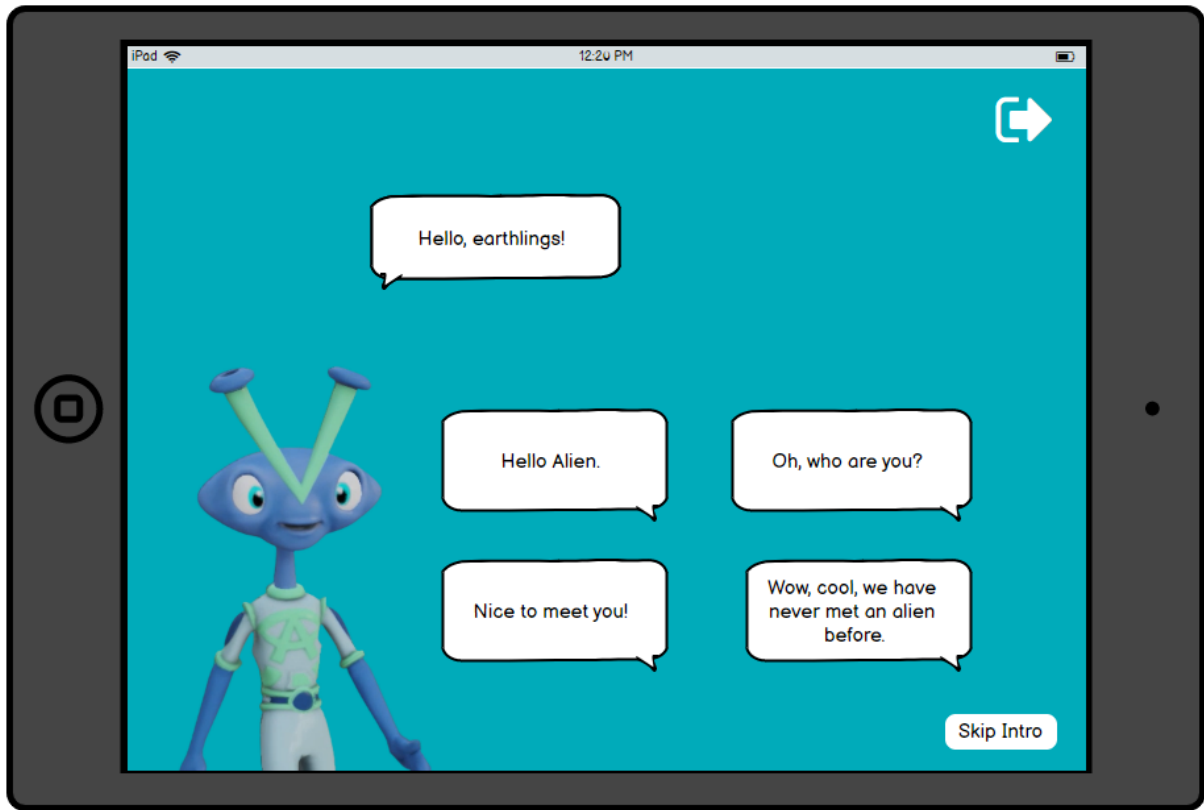 iPad 12:20 PM
Hello, earthlings!
Hello Alien.
Oh, who are you?
Nice to meet you!
Wow, cool, we have
never met an alien
before.
Skip Intro